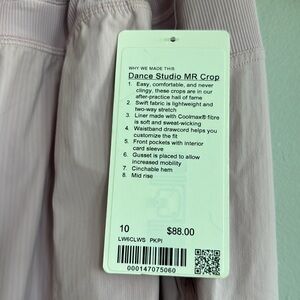 WHY WE MADE THIS
Dance Studio MR Crop
1. Easy, comfortable, and never
clingy, these crops are in our
after-practice hall of fame
2. Swift fabric is lightweight and
two-way stretch
3. Liner made with Coolmax® fibre
is soft and sweat-wicking
4. Waistband drawcord helps you
customize the fit
5. Front pockets with interior
card sleeve
6. Gusset is placed to allow
increased mobility
7. Cinchable hem
8. Mid rise
10 $88.00
LW6CLWS PKPI
000147075060